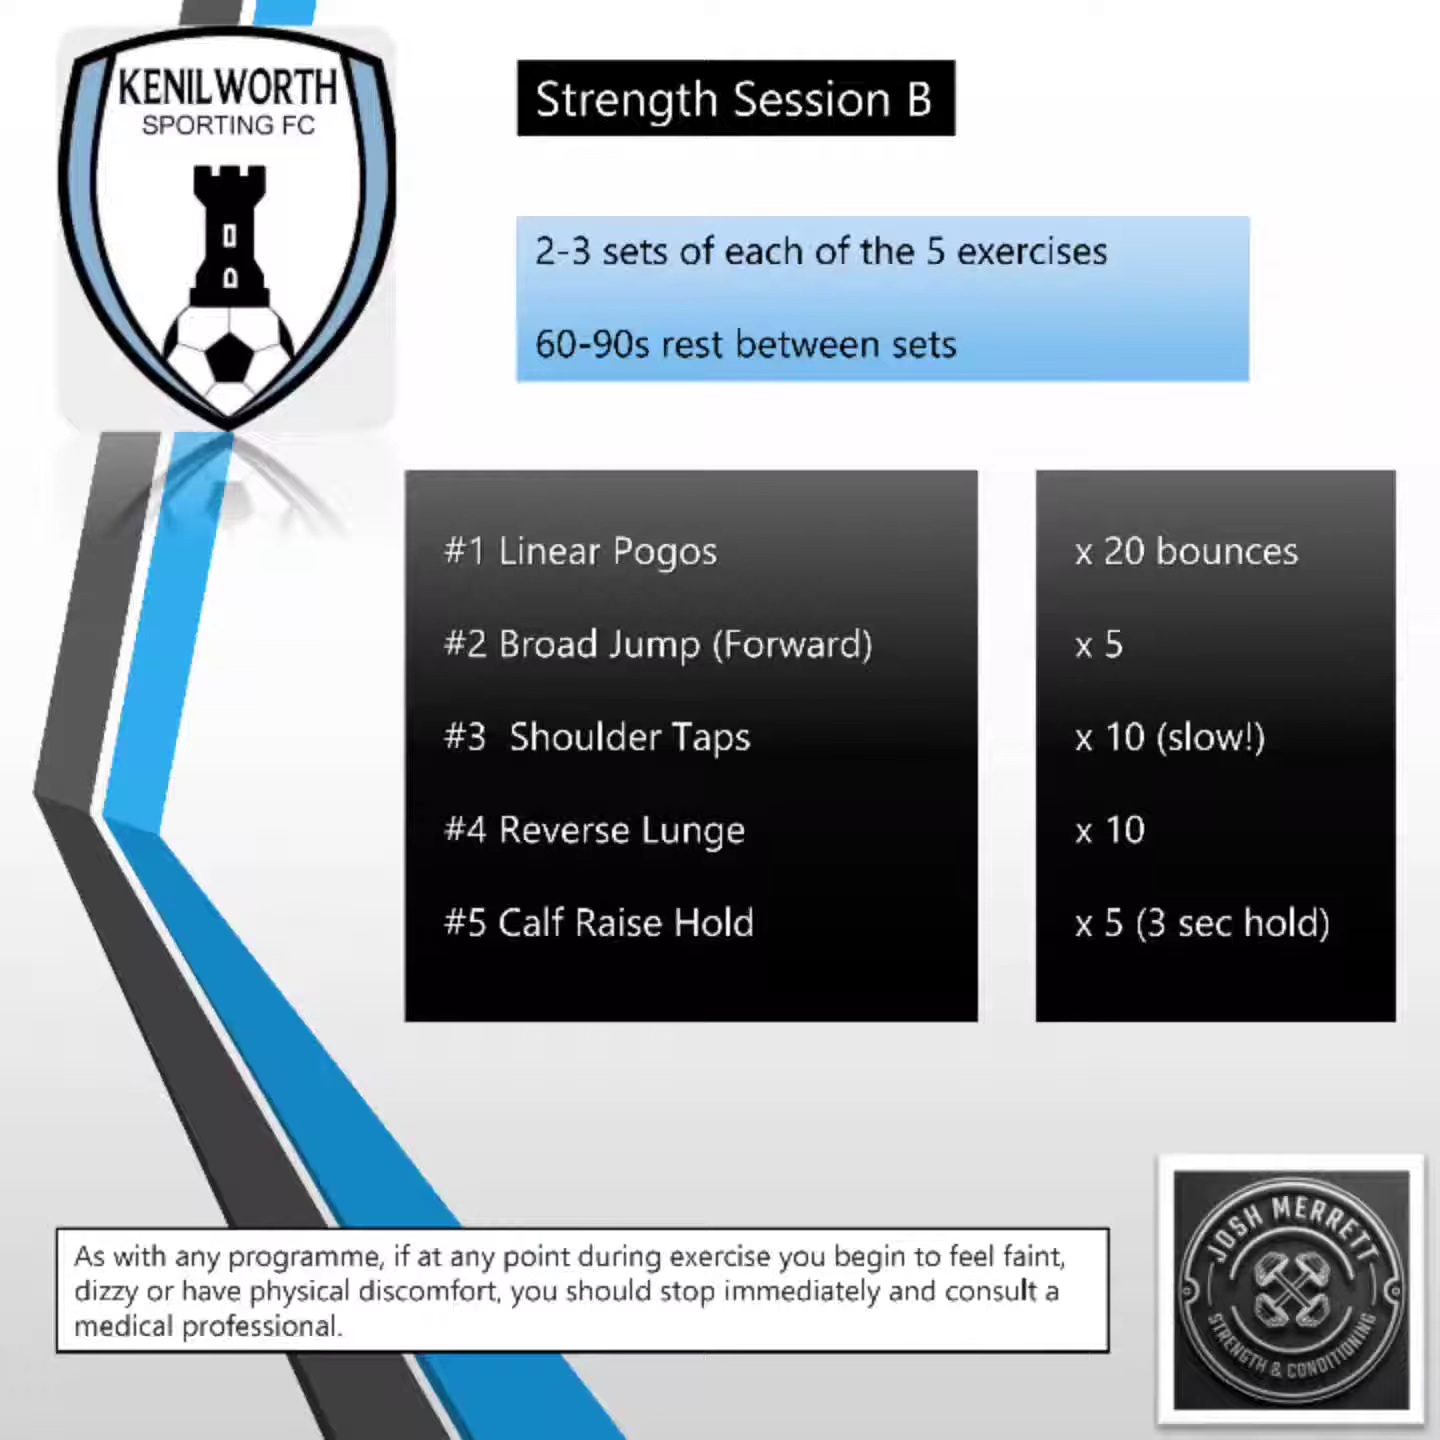 KENILWORTH
SPORTING FC
Strength Session B
2-3 sets of each of the 5 exercises
60-90s rest between sets
#1 Linear Pogos x 20 bounces
#2 Broad Jump (Forward) x 5
#3 Shoulder Taps x 10 (slow!)
#4 Reverse Lunge x 10
#5 Calf Raise Hold x 5 (3 sec hold)
As with any programme, if at any point during exercise you begin to feel faint,
dizzy or have physical discomfort, you should stop immediately and consult a
medical professional.
JOSH MERRETT
STRENGTH & CONDITIONING